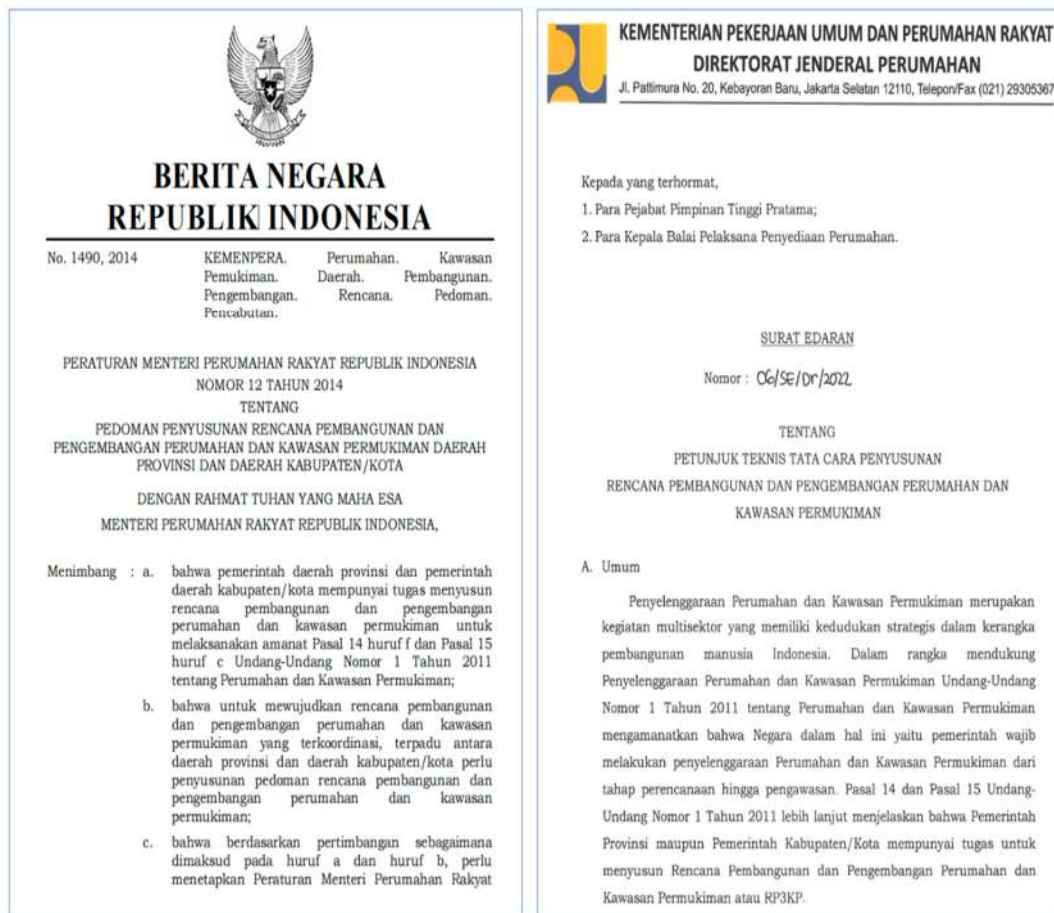 BERITA NEGARA
REPUBLIK INDONESIA
No. 1490, 2014
KEMENPERA. Perumahan. Kawasan
Pemukiman. Daerah. Pembangunan.
Pengembangan. Rencana. Pedoman.
Pencabutan.
PERATURAN MENTERI PERUMAHAN RAKYAT REPUBLIK INDONESIA
NOMOR 12 TAHUN 2014
TENTANG
PEDOMAN PENYUSUNAN RENCANA PEMBANGUNAN DAN
PENGEMBANGAN PERUMAHAN DAN KAWASAN PERMUKIMAN DAERAH
PROVINSI DAN DAERAH KABUPATEN/KOTA
DENGAN RAHMAT TUHAN YANG MAHA ESA
MENTERI PERUMAHAN RAKYAT REPUBLIK INDONESIA,
Menimbang : a. bahwa pemerintah daerah provinsi dan pemerintah
daerah kabupaten/kota mempunyai tugas menyusun
rencana pembangunan dan pengembangan
perumahan dan kawasan permukiman untuk
melaksanakan amanat Pasal 14 huruf f dan Pasal 15
huruf c Undang-Undang Nomor 1 Tahun 2011
tentang Perumahan dan Kawasan Permukiman;
b. bahwa untuk mewujudkan rencana pembangunan
dan pengembangan perumahan dan kawasan
permukiman yang terkoordinasi, terpadu antara
daerah provinsi dan daerah kabupaten/kota perlu
penyusunan pedoman rencana pembangunan dan
pengembangan perumahan dan kawasan
permukiman;
c. bahwa berdasarkan pertimbangan sebagaimana
dimaksud pada huruf a dan huruf b, perlu
menetapkan Peraturan Menteri Perumahan Rakyat
KEMENTERIAN PEKERJAAN UMUM DAN PERUMAHAN RAKYAT
DIREKTORAT JENDERAL PERUMAHAN
Jl. Pattimura No. 20, Kebayoran Baru, Jakarta Selatan 12110, Telepon/Fax (021) 29305367
Kepada yang terhormat,
1. Para Pejabat Pimpinan Tinggi Pratama;
2. Para Kepala Balai Pelaksana Penyediaan Perumahan.
SURAT EDARAN
Nomor : 06/SE/Dr/2022
TENTANG
PETUNJUK TEKNIS TATA CARA PENYUSUNAN
RENCANA PEMBANGUNAN DAN PENGEMBANGAN PERUMAHAN DAN
KAWASAN PERMUKIMAN
A. Umum
Penyelenggaraan Perumahan dan Kawasan Permukiman merupakan
kegiatan multisektor yang memiliki kedudukan strategis dalam kerangka
pembangunan manusia Indonesia. Dalam rangka mendukung
Penyelenggaraan Perumahan dan Kawasan Permukiman Undang-Undang
Nomor 1 Tahun 2011 tentang Perumahan dan Kawasan Permukiman
mengamanatkan bahwa Negara dalam hal ini yaitu pemerintah wajib
melakukan penyelenggaraan Perumahan dan Kawasan Permukiman dari
tahap perencanaan hingga pengawasan. Pasal 14 dan Pasal 15 Undang-
Undang Nomor 1 Tahun 2011 lebih lanjut menjelaskan bahwa Pemerintah
Provinsi maupun Pemerintah Kabupaten/Kota mempunyai tugas untuk
menyusun Rencana Pembangunan dan Pengembangan Perumahan dan
Kawasan Permukiman atau RP3KP.